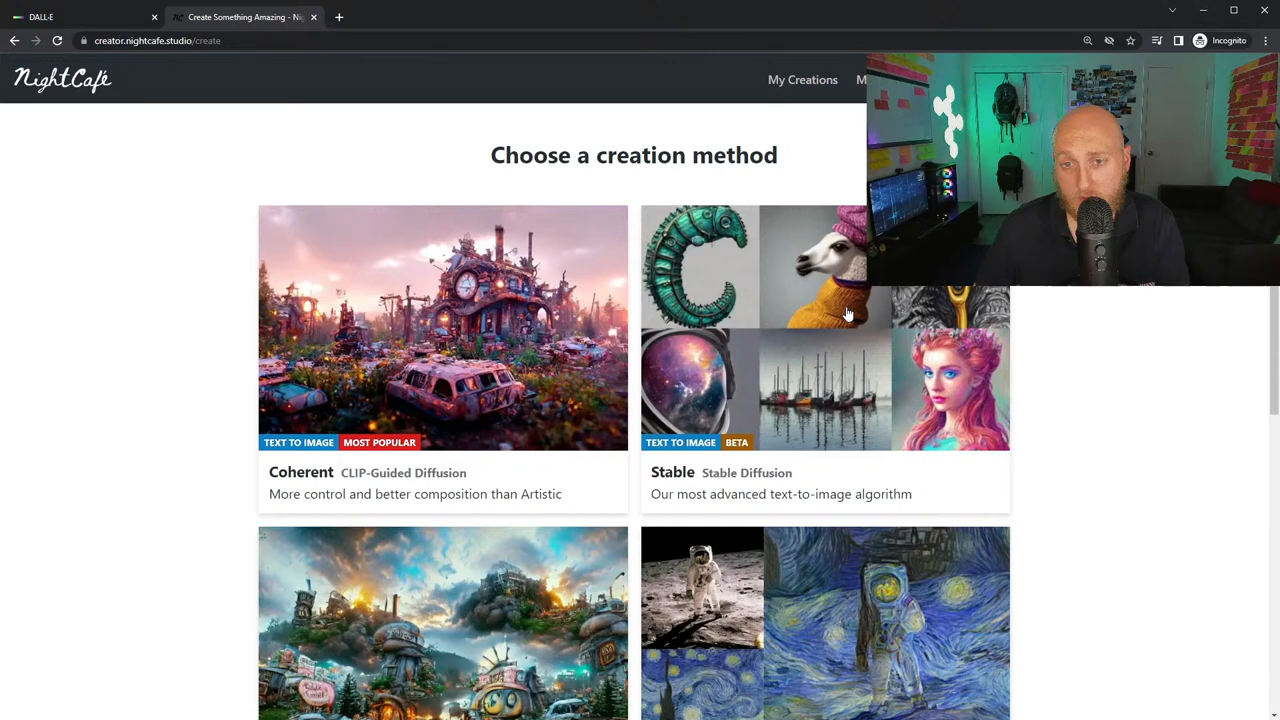 DALL·E
Create Something Amazing - Ni
creator.nightcafe.studio/create
Incognito
NightCafe
My Creations
M
Choose a creation method
TEXT TO IMAGE MOST POPULAR
TEXT TO IMAGE BETA
Coherent CLIP-Guided Diffusion
More control and better composition than Artistic
Stable Stable Diffusion
Our most advanced text-to-image algorithm